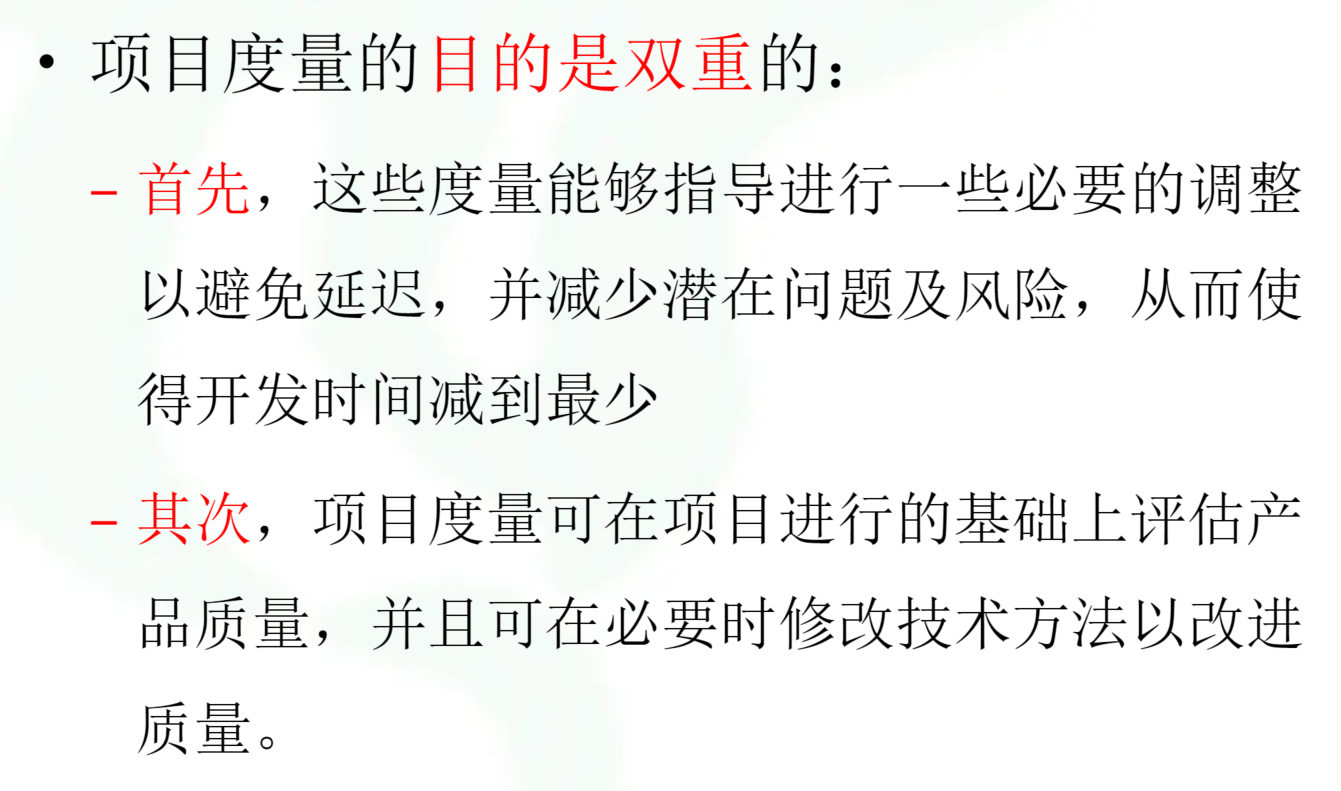 • 项目度量的目的是双重的：
– 首先，这些度量能够指导进行一些必要的调整
以避免延迟，并减少潜在问题及风险，从而使
得开发时间减到最少
– 其次，项目度量可在项目进行的基础上评估产
品质量，并且可在必要时修改技术方法以改进
质量。